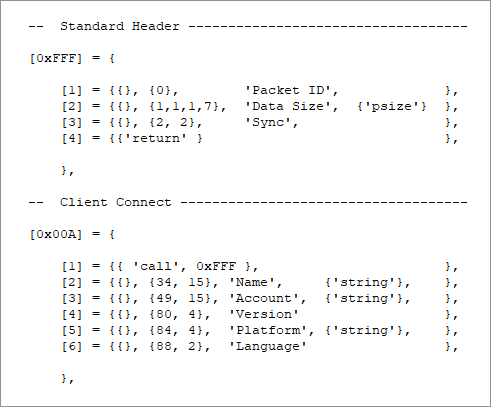 --  Standard Header -----------------------------------
[0xFFF] = {
[1] = {{}, {0},        'Packet ID',             },
[2] = {{}, {1,1,1,7},  'Data Size',  {'psize'}  },
[3] = {{}, {2, 2},     'Sync',                  },
[4] = {{'return' }                              },
},
--  Client Connect ------------------------------------
[0x00A] = {
[1] = {{ 'call', 0xFFF },                       },
[2] = {{}, {34, 15}, 'Name',     {'string'},    },
[3] = {{}, {49, 15}, 'Account',  {'string'},    },
[4] = {{}, {80, 4},  'Version'                  },
[5] = {{}, {84, 4},  'Platform', {'string'},    },
[6] = {{}, {88, 2},  'Language'                 },
},